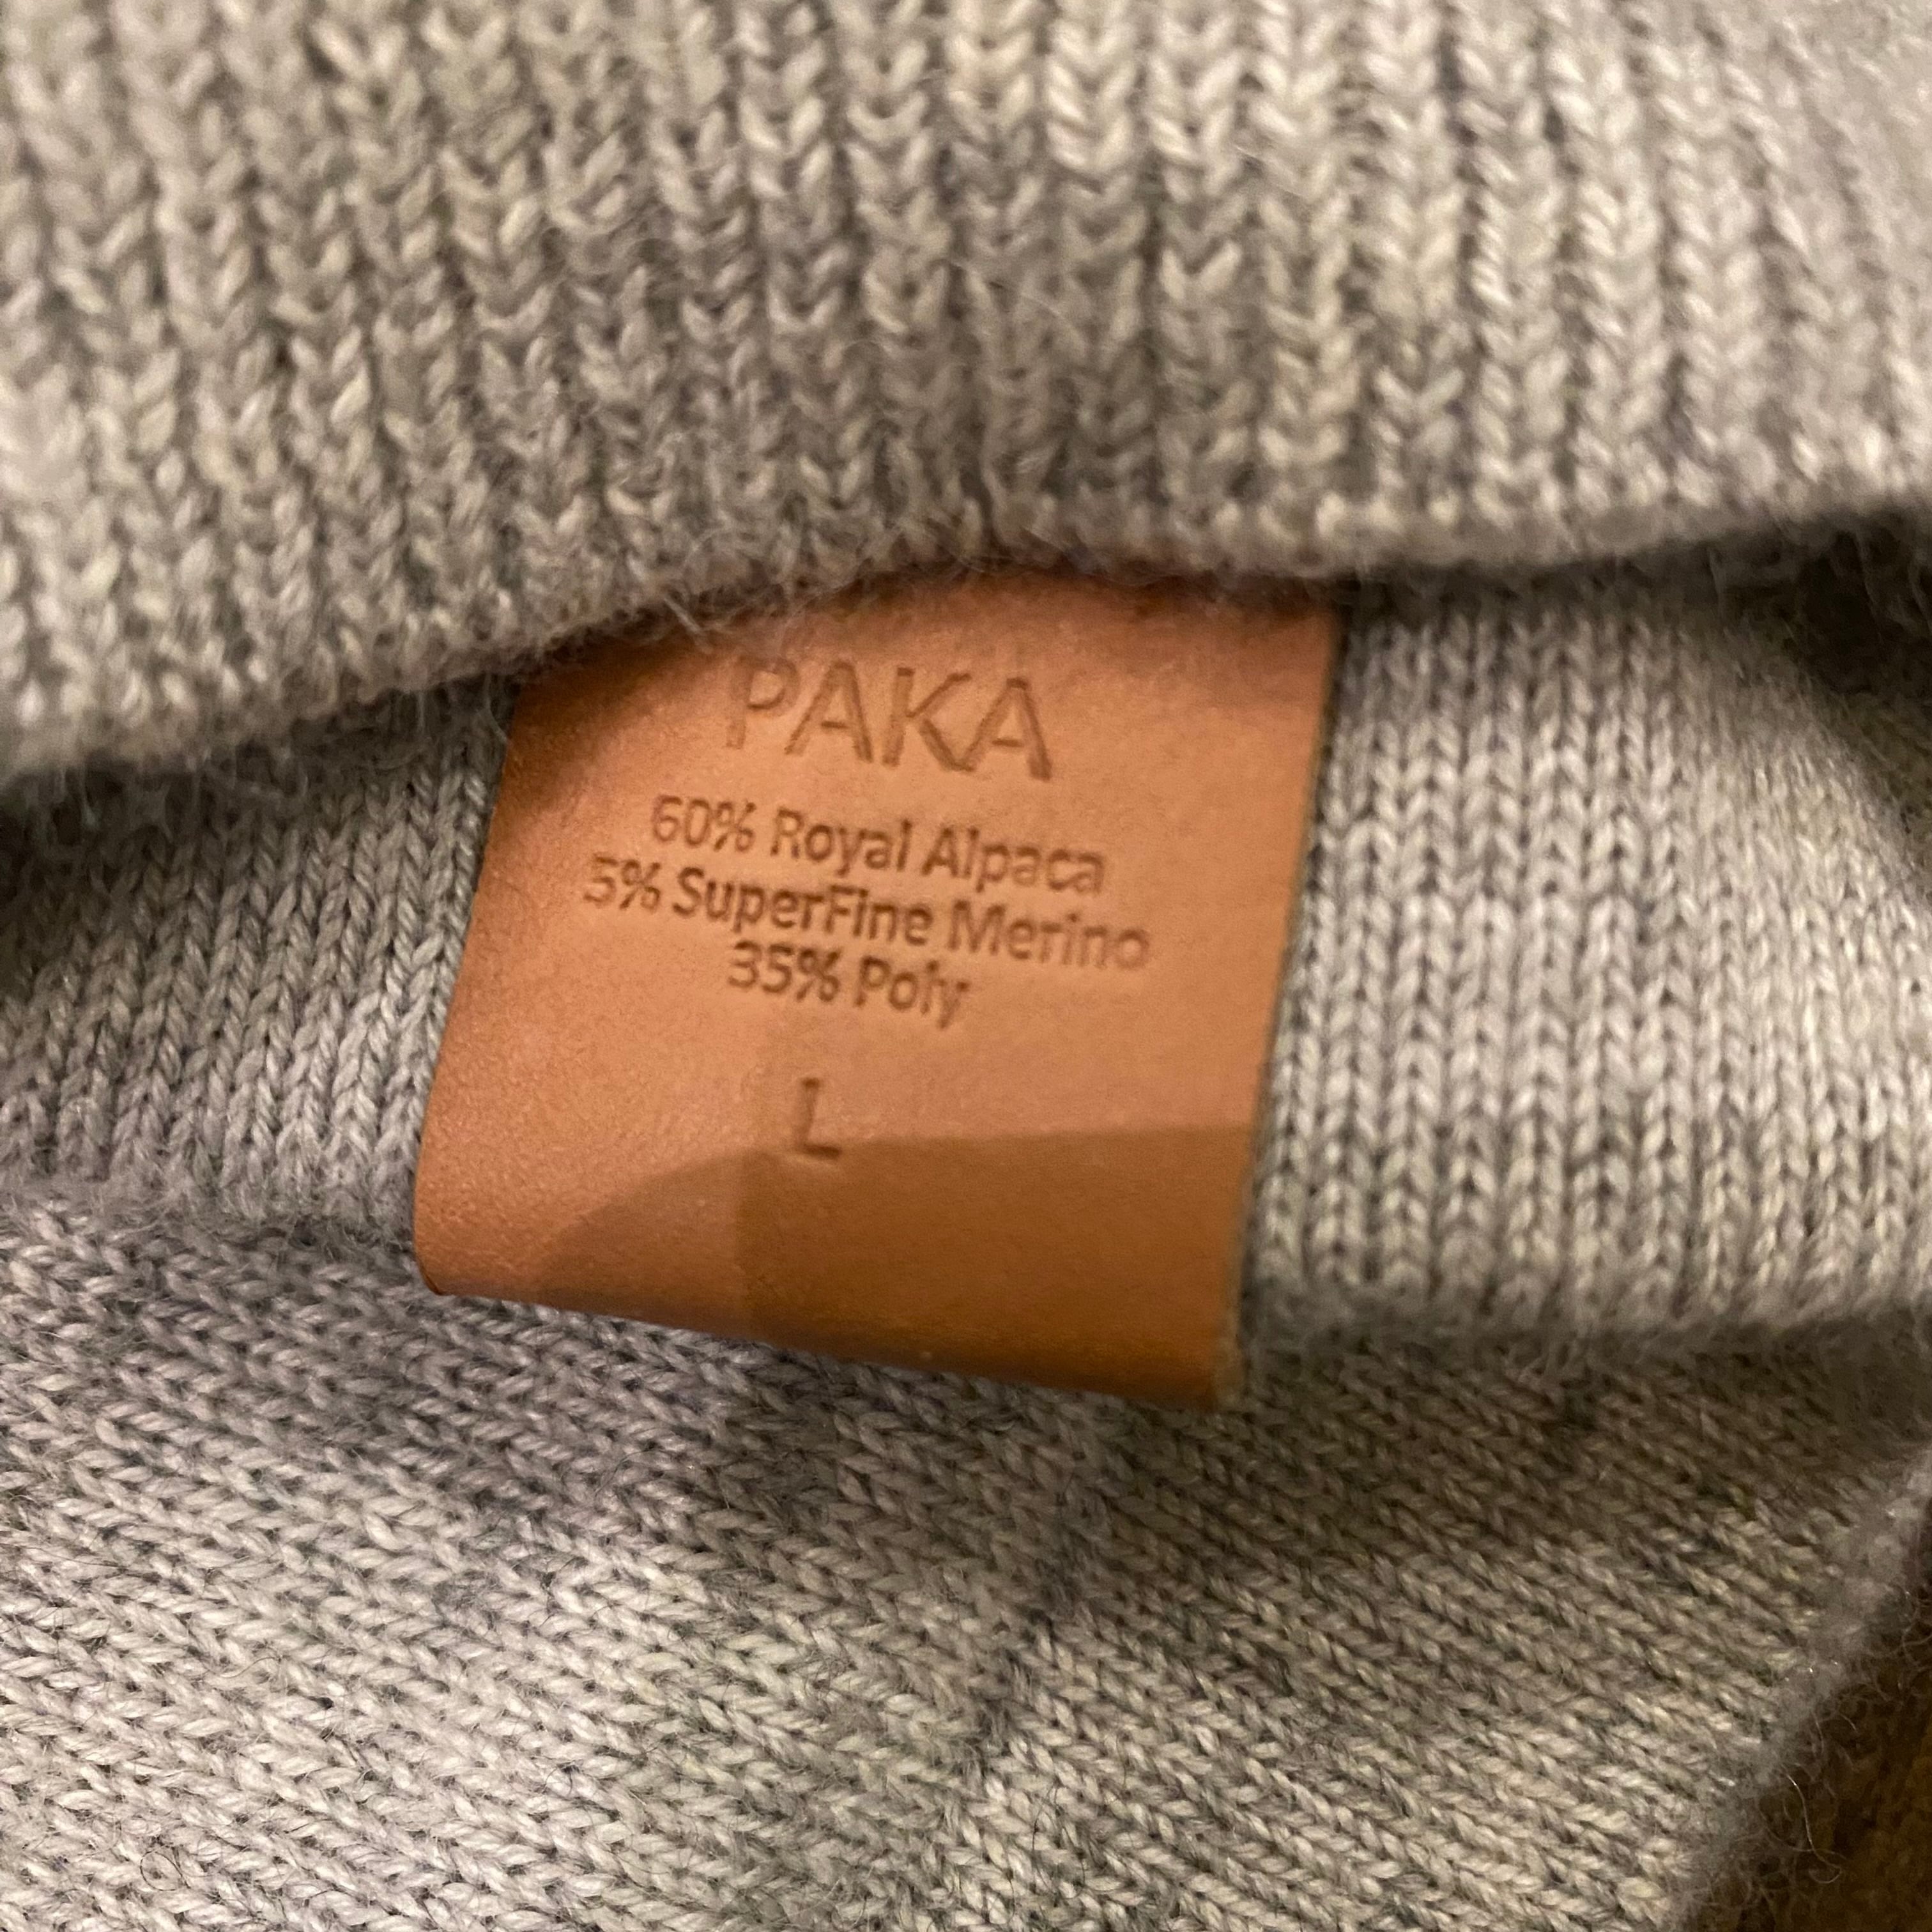 PAKA
60% Royal Alpaca
5% SuperFine Merino
35% Poly
L